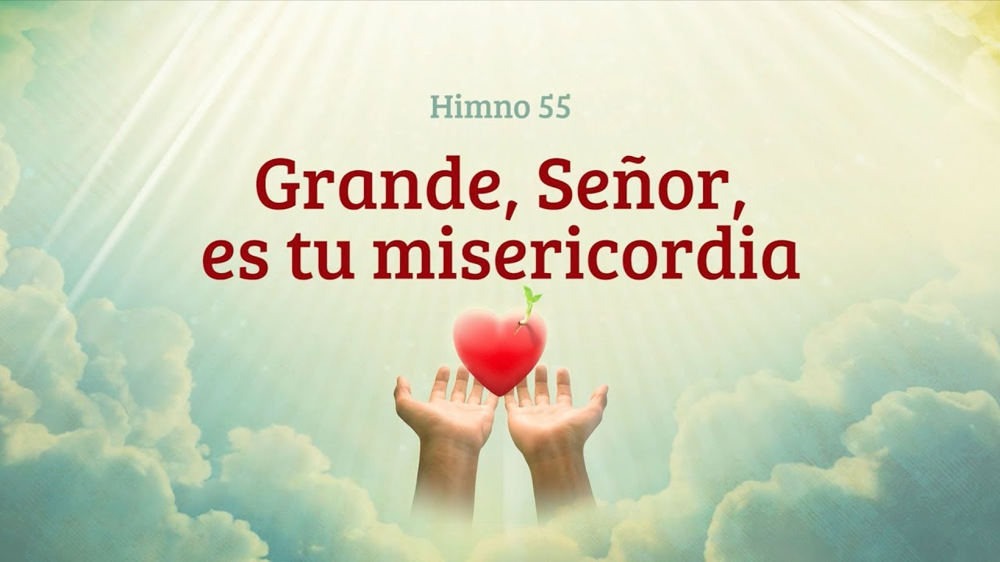 Himno 55
Grande, Señor,
es tu misericordia